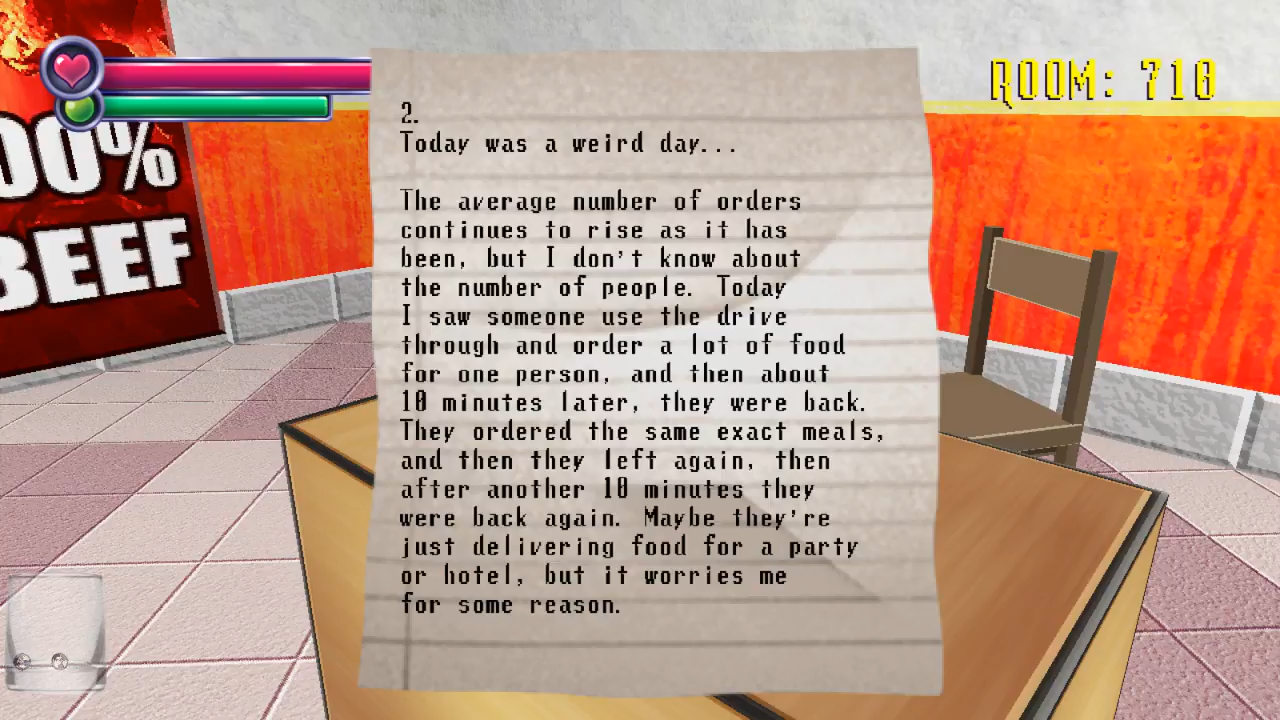 ROOM: 710
00%
BEEF
2.
Today was a weird day...
The average number of orders
continues to rise as it has
been, but I don't know about
the number of people. Today
I saw someone use the drive
through and order a lot of food
for one person, and then about
10 minutes later, they were back.
They ordered the same exact meals,
and then they left again, then
after another 10 minutes they
were back again. Maybe they're
just delivering food for a party
or hotel, but it worries me
for some reason.